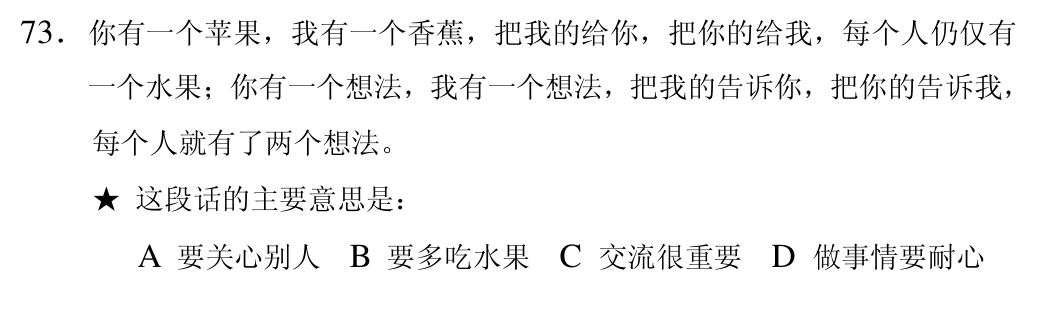 73. 你有一个苹果，我有一个香蕉，把我的给你，把你的给我，每个人仍仅有
一个水果；你有一个想法，我有一个想法，把我的告诉你，把你的告诉我，
每个人就有了两个想法。
★ 这段话的主要意思是：
A 要关心别人 B 要多吃水果 C 交流很重要 D 做事情要耐心